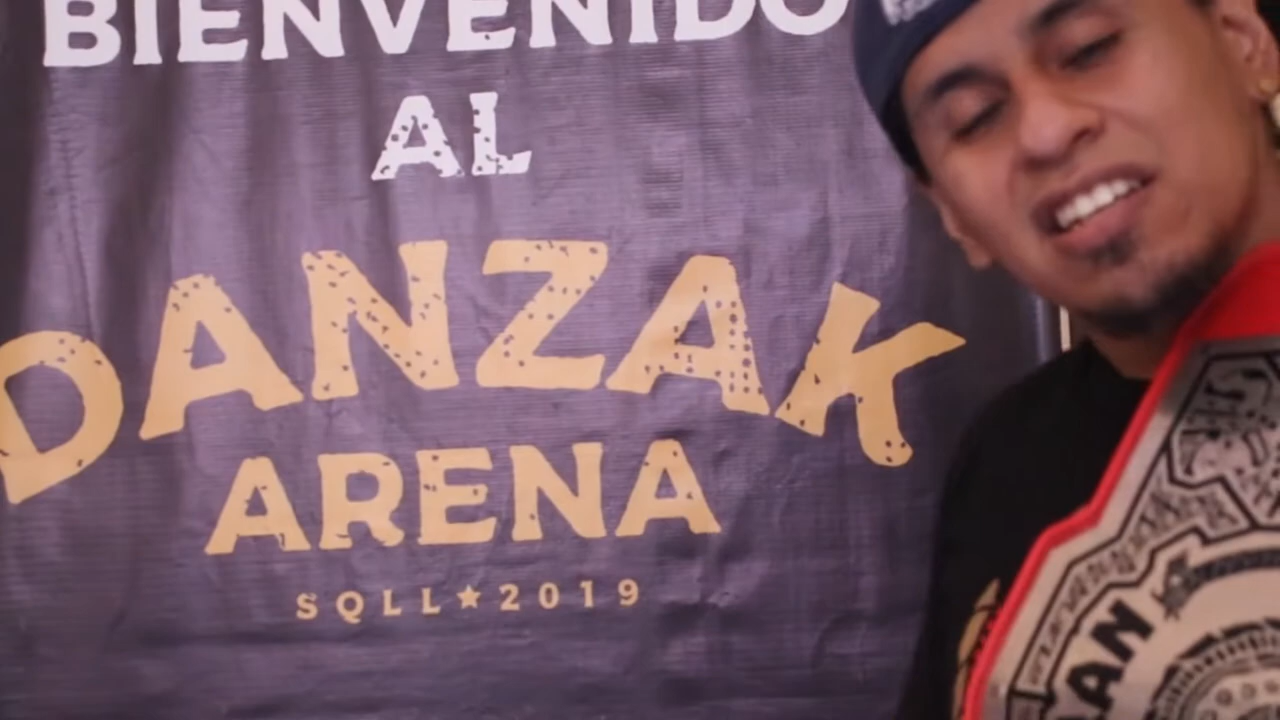 BIENVENIDO
AL
DANZAK
ARENA
SQLL★2019